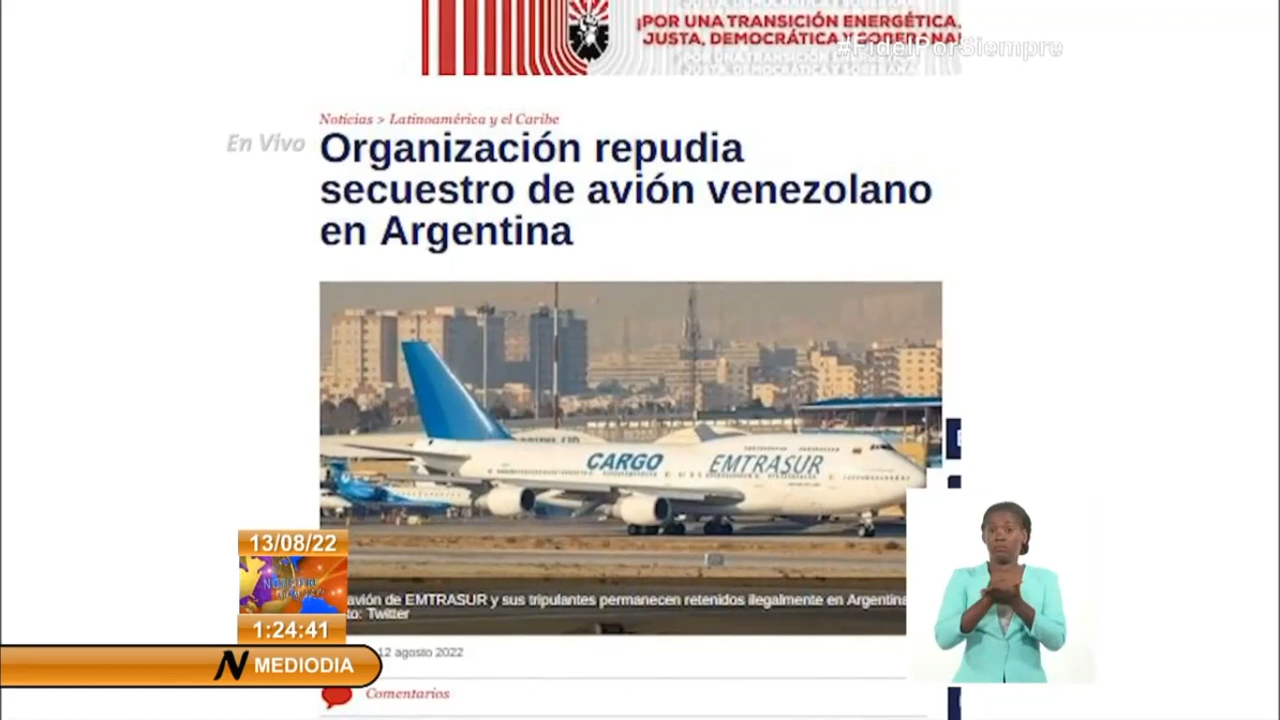 ¡POR UNA TRANSICIÓN ENERGÉTICA.
JUSTA, DEMOCRÁTICA Y SOBERANA!
#FidelPorSiempre
Noticias > Latinoamérica y el Caribe
En Vivo
Organización repudia
secuestro de avión venezolano
en Argentina
CARGO
EMTRASUR
avión de EMTRASUR y sus tripulantes permanecen retenidos ilegalmente en Argentina
to: Twitter
13/08/22
1:24:41
N MEDIODIA
12 agosto 2022
Comentarios